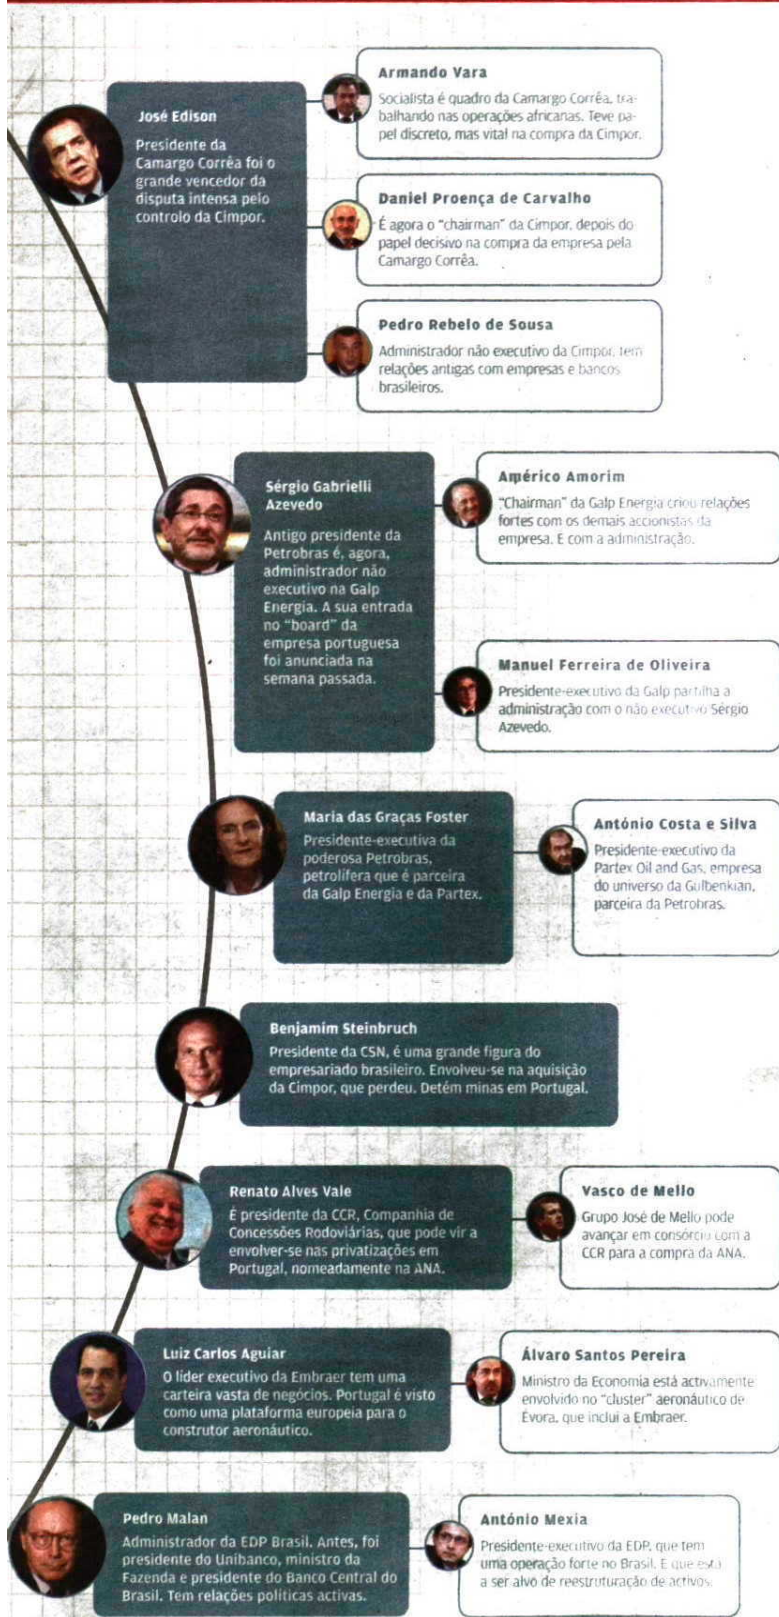 José Edison
Presidente da
Camargo Corrêa foi o
grande vencedor da
disputa intensa pelo
controlo da Cimpor.
Armando Vara
Socialista é quadro da Camargo Corrêa, tra-
balhando nas operações africanas. Teve pa-
pel discreto, mas vital na compra da Cimpor.
Daniel Proença de Carvalho
É agora o "chairman" da Cimpor, depois do
papel decisivo na compra da empresa pela
Camargo Corrêa.
Pedro Rebelo de Sousa
Administrador não executivo da Cimpor, tem
relações antigas com empresas e bancos
brasileiros.
Sérgio Gabrielli
Azevedo
Antigo presidente da
Petrobras é, agora,
administrador não
executivo na Galp
Energia. A sua entrada
no "board" da
empresa portuguesa
foi anunciada na
semana passada.
Américo Amorim
"Chairman" da Galp Energia criou relações
fortes com os demais accionistas da
empresa. E com a administração.
Manuel Ferreira de Oliveira
Presidente-executivo da Galp partilha a
administração com o não executivo Sérgio
Azevedo.
Maria das Graças Foster
Presidente-executiva da
poderosa Petrobras,
petrolífera que é parceira
da Galp Energia e da Partex.
António Costa e Silva
Presidente-executivo da
Partex Oil and Gas, empresa
do universo da Gulbenkian,
parceira da Petrobras.
Benjamim Steinbruch
Presidente da CSN, é uma grande figura do
empresariado brasileiro. Envolveu-se na aquisição
da Cimpor, que perdeu. Detém minas em Portugal.
Renato Alves Vale
É presidente da CCR, Companhia de
Concessões Rodoviárias, que pode vir a
envolver-se nas privatizações em
Portugal, nomeadamente na ANA.
Vasco de Mello
Grupo José de Mello pode
avançar em consórcio com a
CCR para a compra da ANA.
Luiz Carlos Aguiar
O líder executivo da Embraer tem uma
carteira vasta de negócios. Portugal é visto
como uma plataforma europeia para o
construtor aeronáutico.
Álvaro Santos Pereira
Ministro da Economia está activamente
envolvido no "cluster" aeronáutico de
Évora, que inclui a Embraer.
Pedro Malan
Administrador da EDP Brasil. Antes, foi
presidente do Unibanco, ministro da
Fazenda e presidente do Banco Central do
Brasil. Tem relações políticas activas.
António Mexia
Presidente-executivo da EDP, que tem
uma operação forte no Brasil. E que está
a ser alvo de reestruturação de activos.